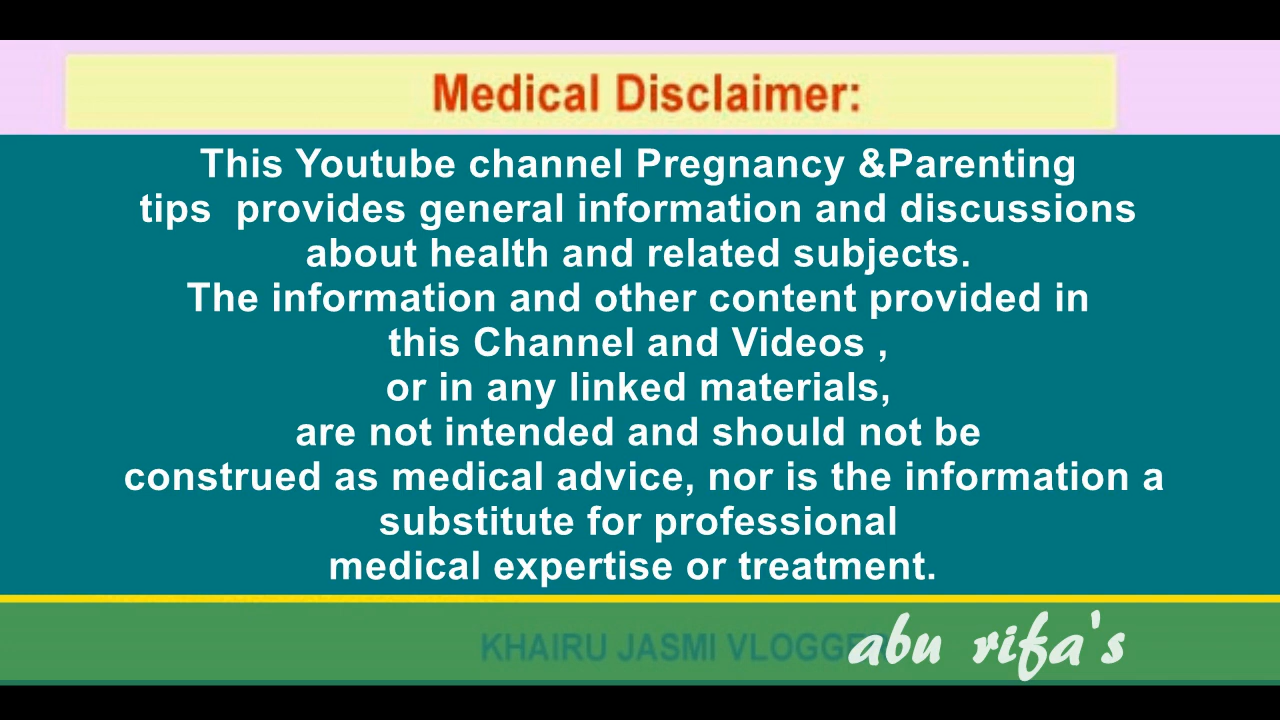 Medical Disclaimer:
This Youtube channel Pregnancy &Parenting
tips  provides general information and discussions
about health and related subjects.
The information and other content provided in
this Channel and Videos ,
or in any linked materials,
are not intended and should not be
construed as medical advice, nor is the information a
substitute for professional
medical expertise or treatment.
KHAIRU JASMI
abu rifa's